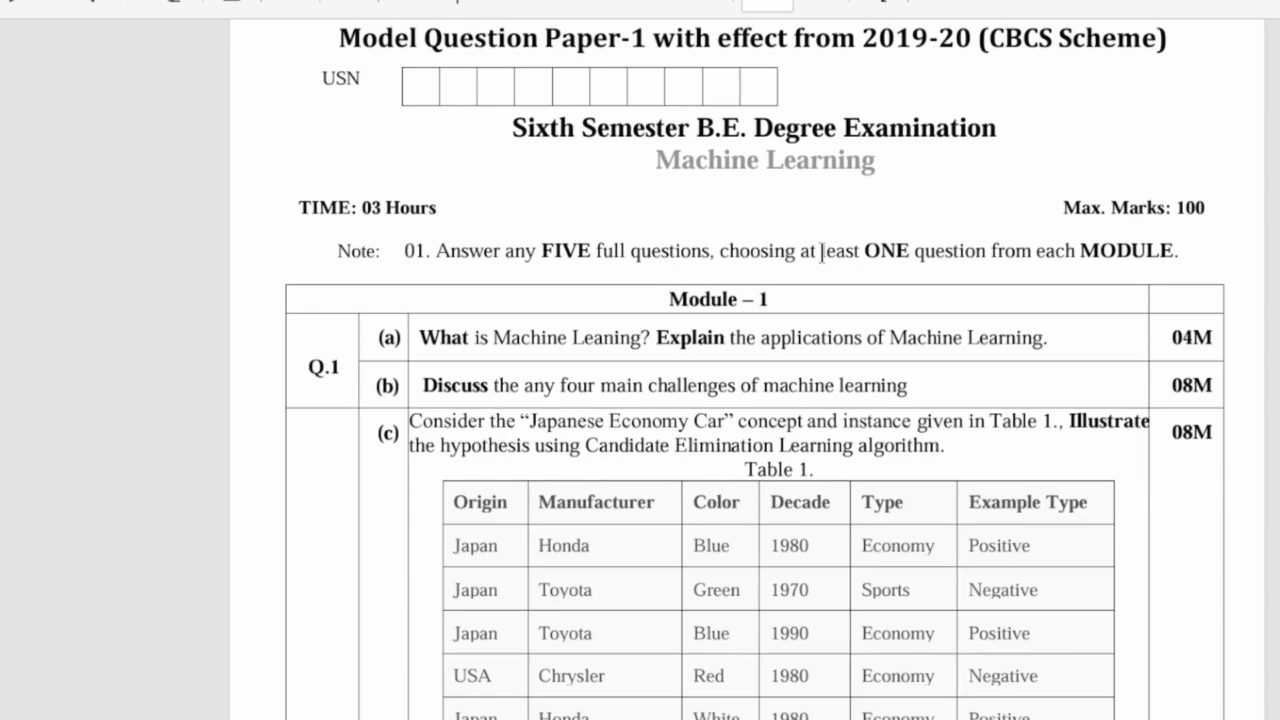 Model Question Paper-1 with effect from 2019-20 (CBCS Scheme)
USN
Sixth Semester B.E. Degree Examination
Machine Learning
TIME: 03 Hours Max. Marks: 100
Note: 01. Answer any FIVE full questions, choosing at least ONE question from each MODULE.
Module – 1
Q.1
(a) What is Machine Leaning? Explain the applications of Machine Learning. 04M
(b) Discuss the any four main challenges of machine learning 08M
(c) Consider the “Japanese Economy Car” concept and instance given in Table 1., Illustrate 08M
the hypothesis using Candidate Elimination Learning algorithm.
Table 1.
Origin Manufacturer Color Decade Type Example Type
Japan Honda Blue 1980 Economy Positive
Japan Toyota Green 1970 Sports Negative
Japan Toyota Blue 1990 Economy Positive
USA Chrysler Red 1980 Economy Negative
Japan Honda White 1980 Economy Positive